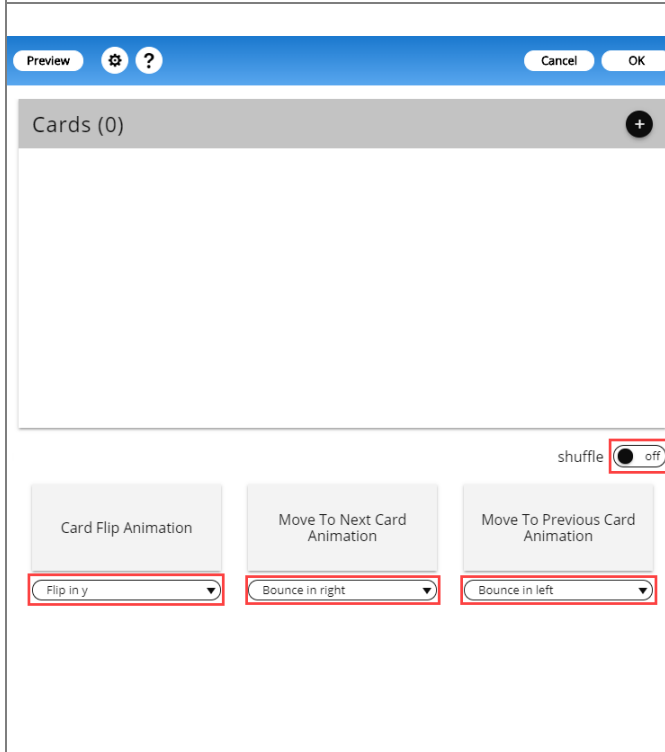 Preview ? Cancel OK
Cards (0) +
shuffle off
Card Flip Animation
Move To Next Card
Animation
Move To Previous Card
Animation
Flip in y
Bounce in right
Bounce in left